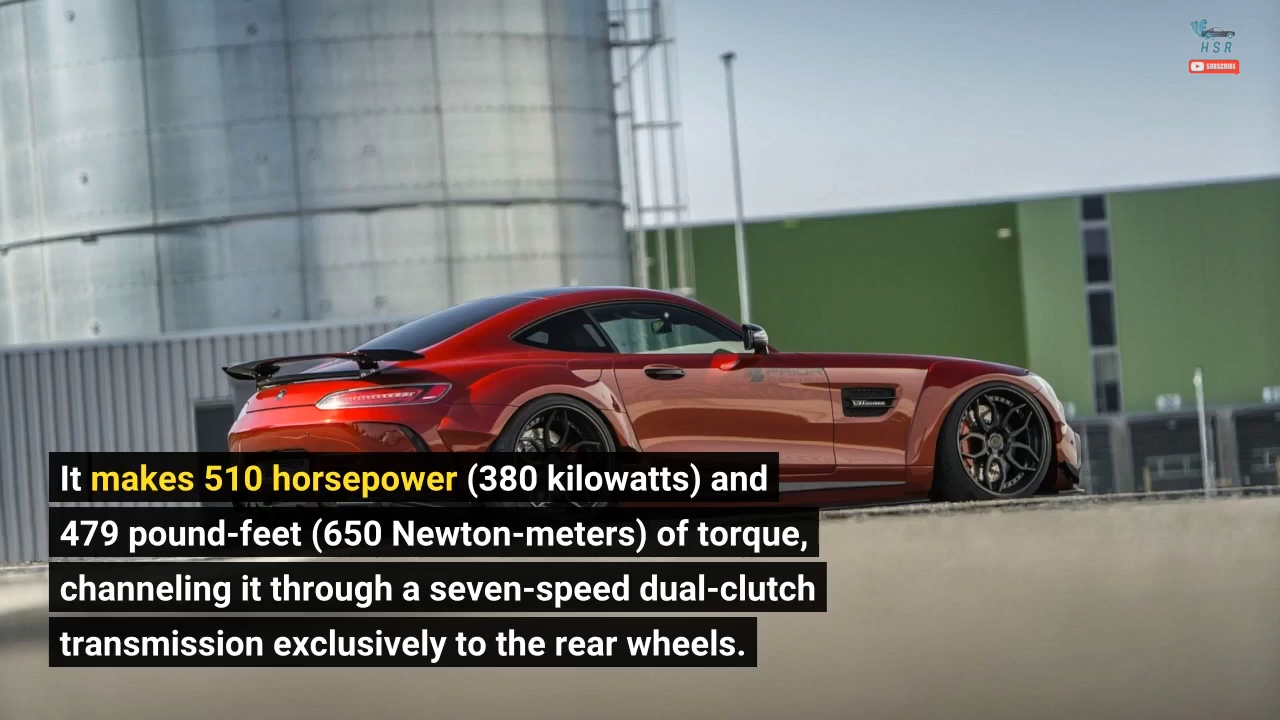 HSR
SUBSCRIBE
PRIOR
It makes 510 horsepower (380 kilowatts) and
479 pound-feet (650 Newton-meters) of torque,
channeling it through a seven-speed dual-clutch
transmission exclusively to the rear wheels.